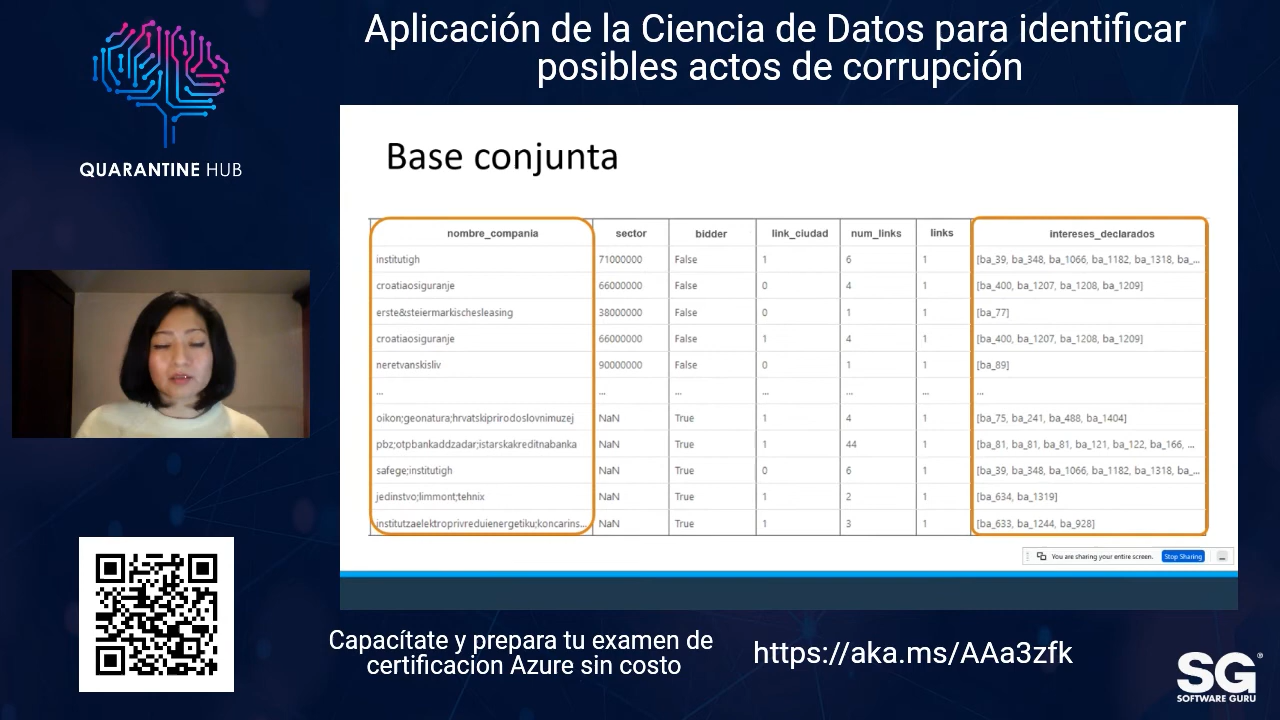 Aplicación de la Ciencia de Datos para identificar
posibles actos de corrupción
QUARANTINE HUB
Base conjunta
nombre_compania sector bidder link_ciudad num_links links intereses_declarados
institutigh 71000000 False 1 6 1 [ba_39, ba_348, ba_1066, ba_1182, ba_1318, ba_...
croatiaosiguranje 66000000 False 0 4 1 [ba_400, ba_1207, ba_1208, ba_1209]
erste&steiermarkischesleasing 38000000 False 0 1 1 [ba_77]
croatiaosiguranje 66000000 False 1 4 1 [ba_400, ba_1207, ba_1208, ba_1209]
neretvanskisliv 90000000 False 0 1 1 [ba_89]
... ... ... ... ... ... ...
oikon;geonatura;hrvatskiprirodoslovnimuzej NaN True 1 4 1 [ba_75, ba_241, ba_488, ba_1404]
pbz;otpbankaddzadar;istarskakreditnabanka NaN True 1 44 1 [ba_81, ba_81, ba_81, ba_121, ba_122, ba_166, ...
safege;institutigh NaN True 0 6 1 [ba_39, ba_348, ba_1066, ba_1182, ba_1318, ba_...
jedinstvo;limmont;tehnix NaN True 1 2 1 [ba_634, ba_1319]
institutzaelektroprivreduienergetiku;koncarins... NaN True 1 3 1 [ba_633, ba_1244, ba_928]
You are sharing your entire screen. Stop Sharing
Capacítate y prepara tu examen de
certificacion Azure sin costo
https://aka.ms/AAa3zfk
SG®
SOFTWARE GURU